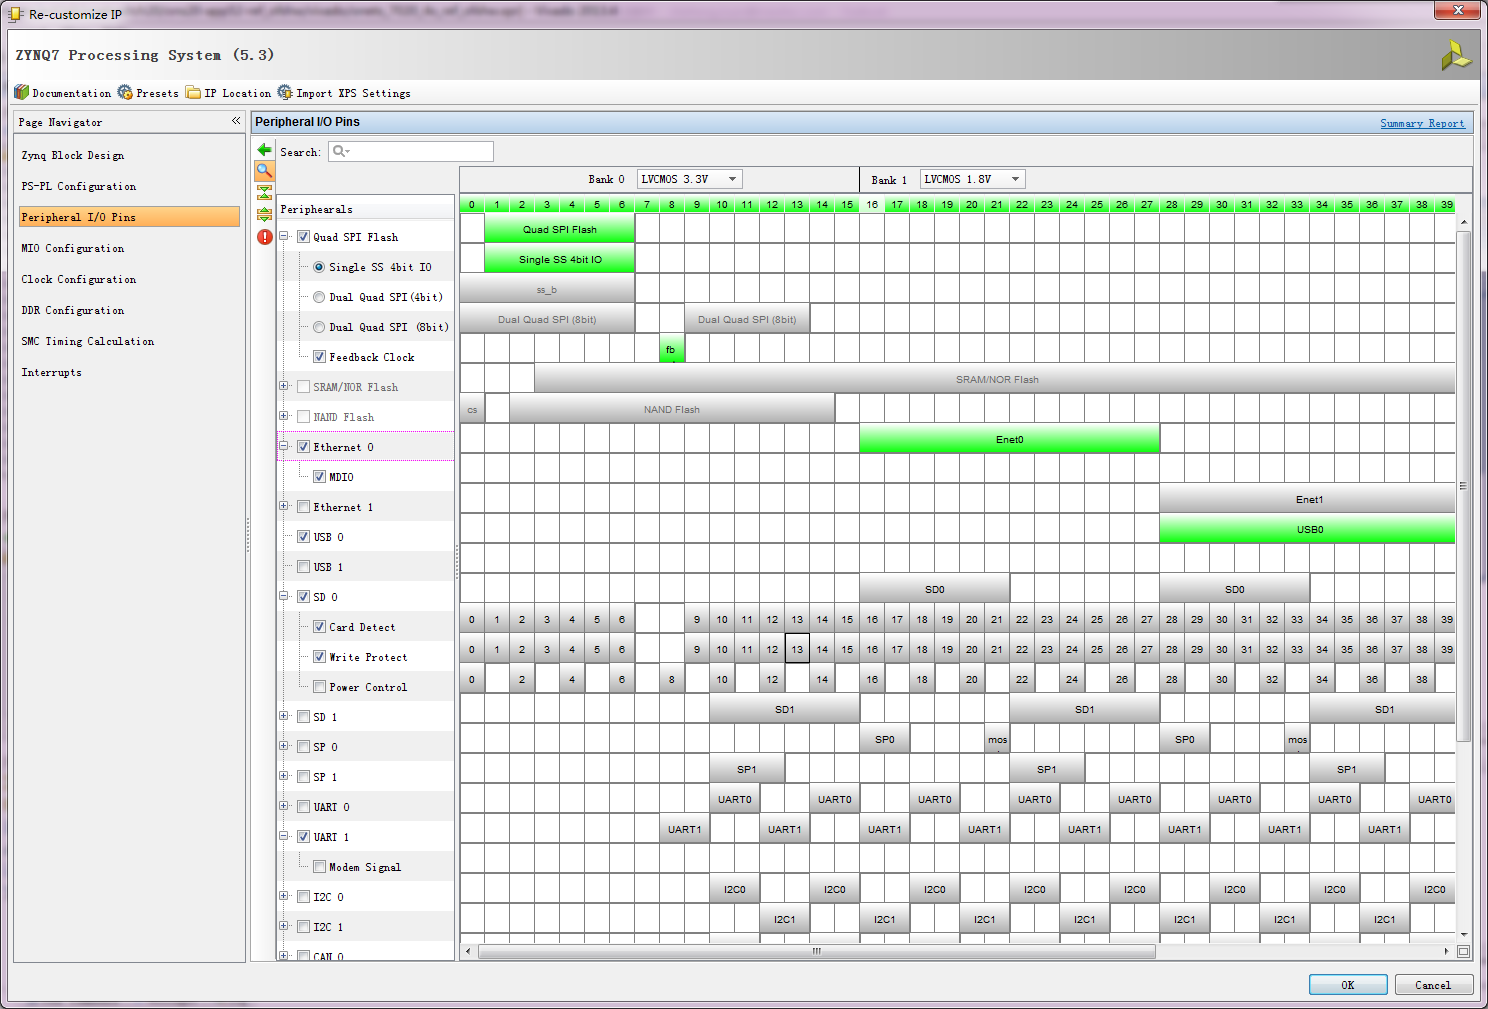 Re-customize IP
ZYNQ7 Processing System (5.3)
Documentation Presets IP Location Import XPS Settings
Page Navigator «
Zynq Block Design
PS-PL Configuration
Peripheral I/O Pins
MIO Configuration
Clock Configuration
DDR Configuration
SMC Timing Calculation
Interrupts
Peripheral I/O Pins
Summary Report
Search:
Bank 0 LVCMOS 3.3V Bank 1 LVCMOS 1.8V
Peripherals
0 1 2 3 4 5 6 7 8 9 10 11 12 13 14 15 16 17 18 19 20 21 22 23 24 25 26 27 28 29 30 31 32 33 34 35 36 37 38 39
Quad SPI Flash Quad SPI Flash
Single SS 4bit IO Single SS 4bit IO
Dual Quad SPI(4bit) ss_b
Dual Quad SPI (8bit) Dual Quad SPI (8bit) Dual Quad SPI (8bit)
Feedback Clock fb
SRAM/NOR Flash SRAM/NOR Flash
NAND Flash cs NAND Flash
Ethernet 0 Enet0
MDIO
Ethernet 1 Enet1
USB 0 USB0
USB 1
SD 0 SD0 SD0
Card Detect 0 1 2 3 4 5 6 9 10 11 12 13 14 15 16 17 18 19 20 21 22 23 24 25 26 27 28 29 30 31 32 33 34 35 36 37 38 39
Write Protect 0 1 2 3 4 5 6 9 10 11 12 13 14 15 16 17 18 19 20 21 22 23 24 25 26 27 28 29 30 31 32 33 34 35 36 37 38 39
Power Control 0 2 4 6 8 10 12 14 16 18 20 22 24 26 28 30 32 34 36 38
SD 1 SD1 SD1 SD1
SP 0 SP0 mos SP0 mos
SP 1 SP1 SP1 SP1
UART 0 UART0 UART0 UART0 UART0 UART0 UART0 UART0 UART0
UART 1 UART1 UART1 UART1 UART1 UART1 UART1 UART1 UART1
Modem Signal
I2C 0 I2C0 I2C0 I2C0 I2C0 I2C0 I2C0 I2C0 I2C0
I2C 1 I2C1 I2C1 I2C1 I2C1 I2C1 I2C1 I2C1
CAN 0
OK Cancel